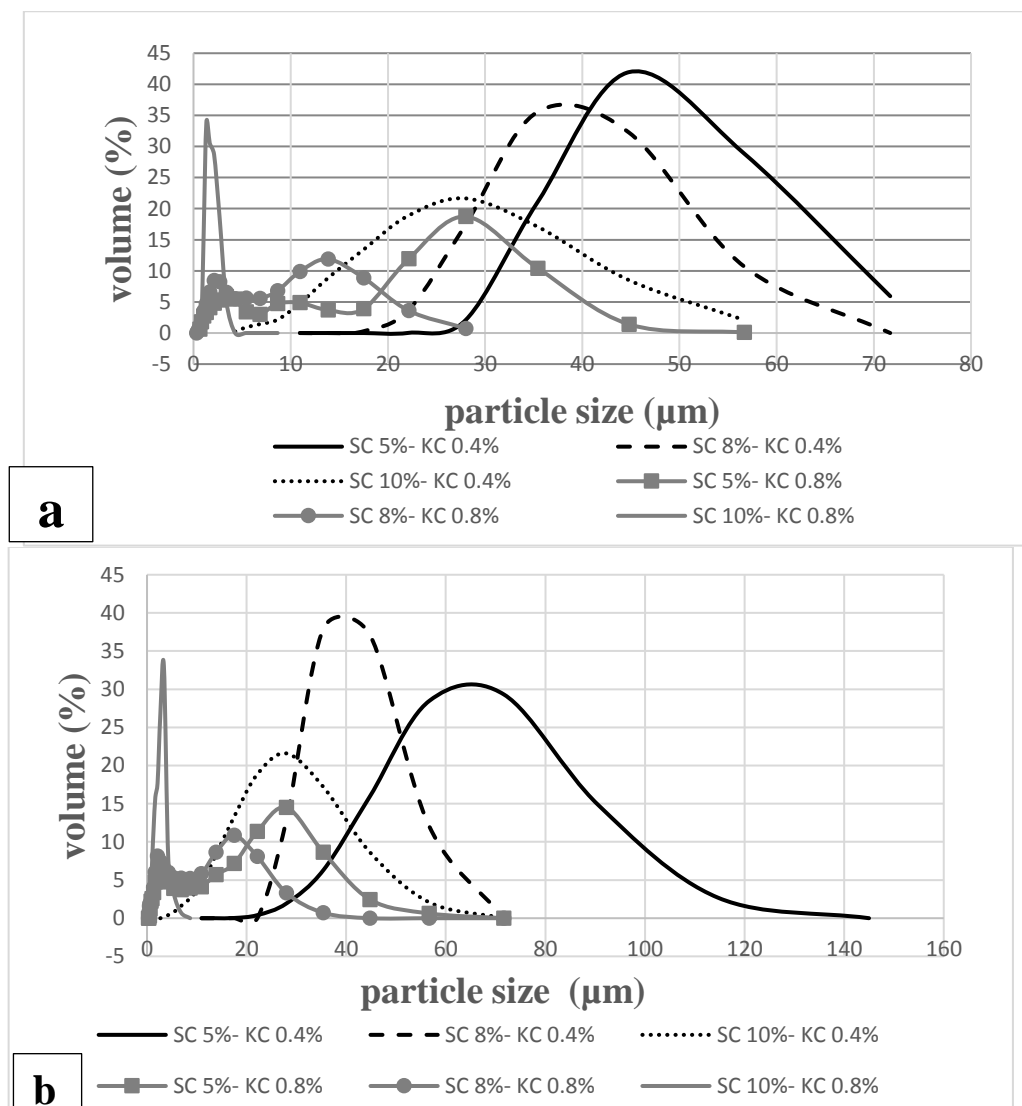 45
40
35
30
25
20
15
10
5
0
-5
0 10 20 30 40 50 60 70 80
volume (%)
particle size (µm)
SC 5%- KC 0.4% SC 8%- KC 0.4%
SC 10%- KC 0.4% SC 5%- KC 0.8%
SC 8%- KC 0.8% SC 10%- KC 0.8%
a
45
40
35
30
25
20
15
10
5
0
-5
0 20 40 60 80 100 120 140 160
volume (%)
particle size (µm)
SC 5%- KC 0.4% SC 8%- KC 0.4% SC 10%- KC 0.4%
SC 5%- KC 0.8% SC 8%- KC 0.8% SC 10%- KC 0.8%
b